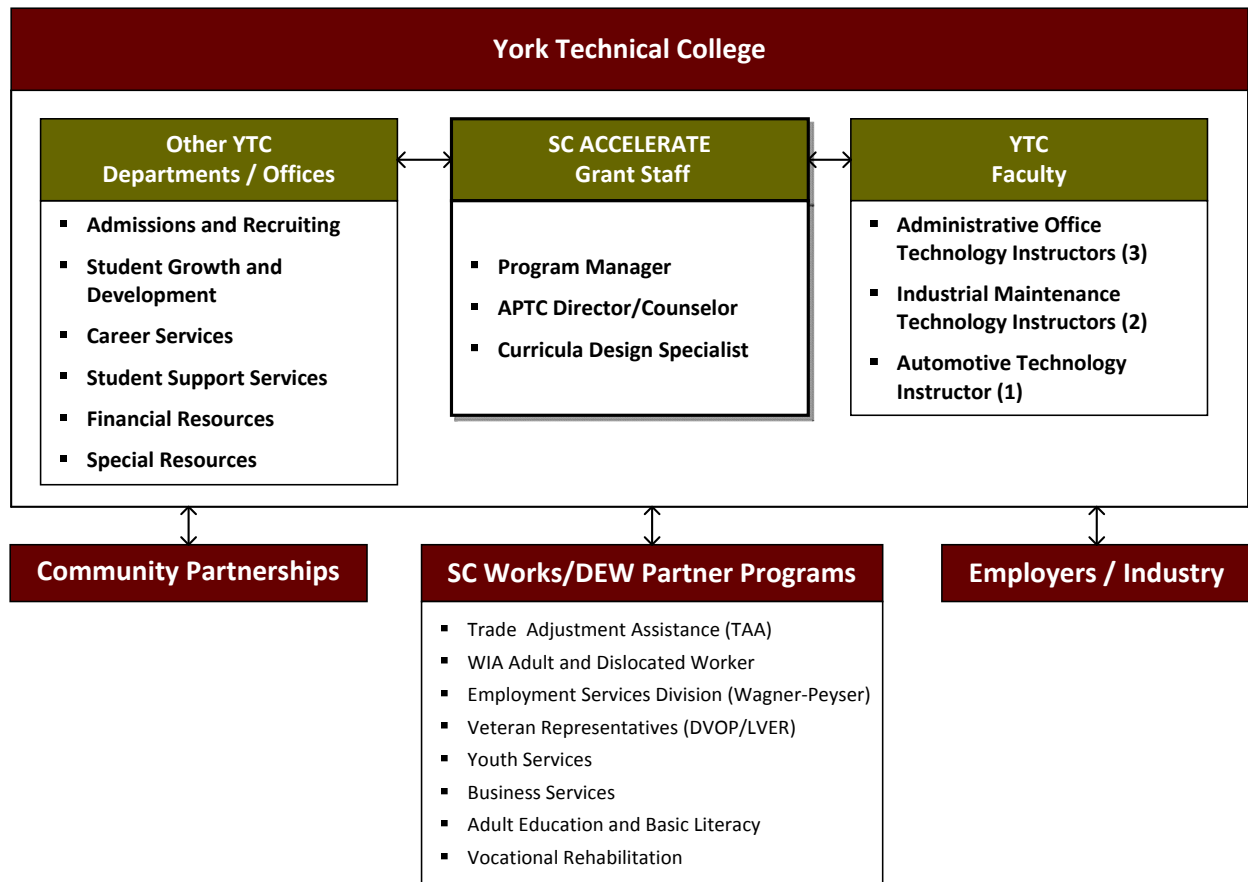 York Technical College
Other YTC
Departments / Offices
▪ Admissions and Recruiting
▪ Student Growth and
Development
▪ Career Services
▪ Student Support Services
▪ Financial Resources
▪ Special Resources
SC ACCELERATE
Grant Staff
▪ Program Manager
▪ APTC Director/Counselor
▪ Curricula Design Specialist
YTC
Faculty
▪ Administrative Office
Technology Instructors (3)
▪ Industrial Maintenance
Technology Instructors (2)
▪ Automotive Technology
Instructor (1)
Community Partnerships
SC Works/DEW Partner Programs
▪ Trade Adjustment Assistance (TAA)
▪ WIA Adult and Dislocated Worker
▪ Employment Services Division (Wagner-Peyser)
▪ Veteran Representatives (DVOP/LVER)
▪ Youth Services
▪ Business Services
▪ Adult Education and Basic Literacy
▪ Vocational Rehabilitation
Employers / Industry